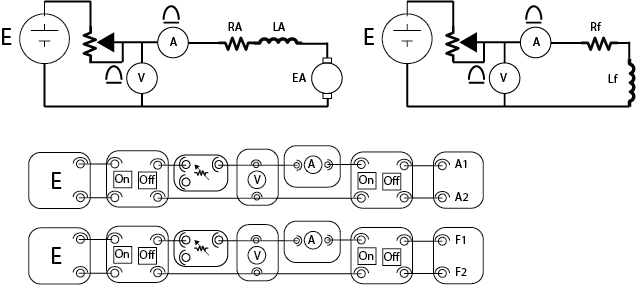 E A RA LA V EA
E A Rf V Lf
E On Off V A On Off A1 A2
E On Off V A On Off F1 F2